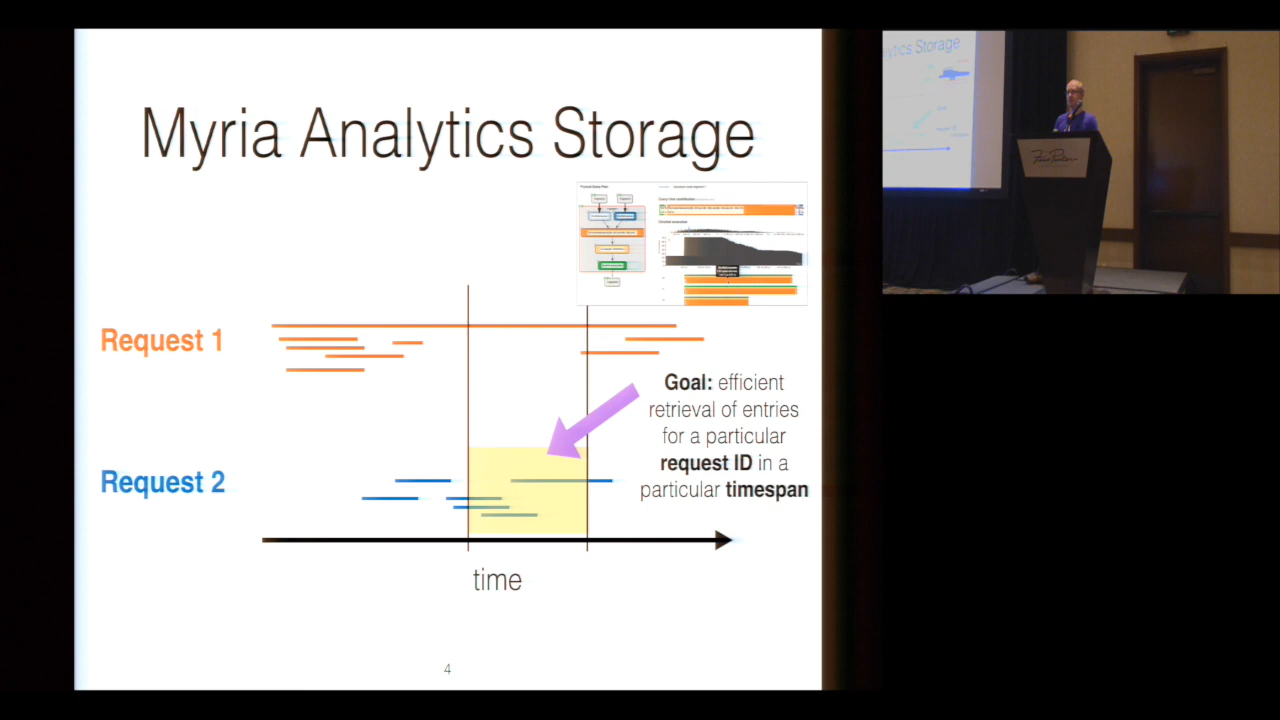 Myria Analytics Storage
Request 1
Goal: efficient
retrieval of entries
for a particular
request ID in a
particular timespan
Request 2
time
4